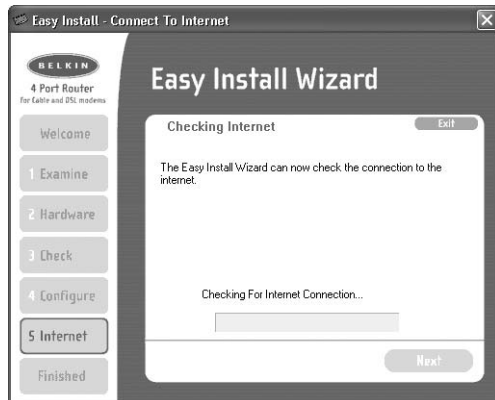 Easy Install - Connect To Internet
BELKIN
4 Port Router
for Cable and DSL modems
Easy Install Wizard
Welcome
1 Examine
2 Hardware
3 Check
4 Configure
5 Internet
Finished
Checking Internet
Exit
The Easy Install Wizard can now check the connection to the
internet.
Checking For Internet Connection...
Next